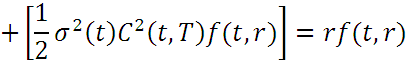 + [1/2 σ²(t)C²(t,T)f(t,r)] = rf(t,r)